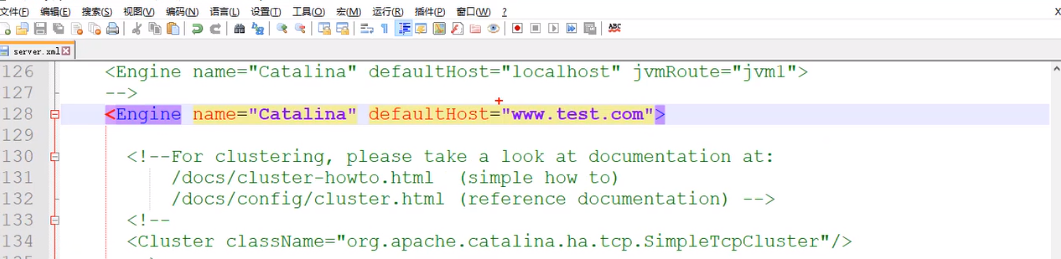 文件(F) 编辑(E) 搜索(S) 视图(V) 编码(N) 语言(L) 设置(T) 工具(O) 宏(M) 运行(R) 插件(P) 窗口(W) ? X
server.xml
126 <Engine name="Catalina" defaultHost="localhost" jvmRoute="jvm1">
127 -->
128 <Engine name="Catalina" defaultHost="www.test.com">
129
130 <!--For clustering, please take a look at documentation at:
131 /docs/cluster-howto.html (simple how to)
132 /docs/config/cluster.html (reference documentation) -->
133 <!--
134 <Cluster className="org.apache.catalina.ha.tcp.SimpleTcpCluster"/>